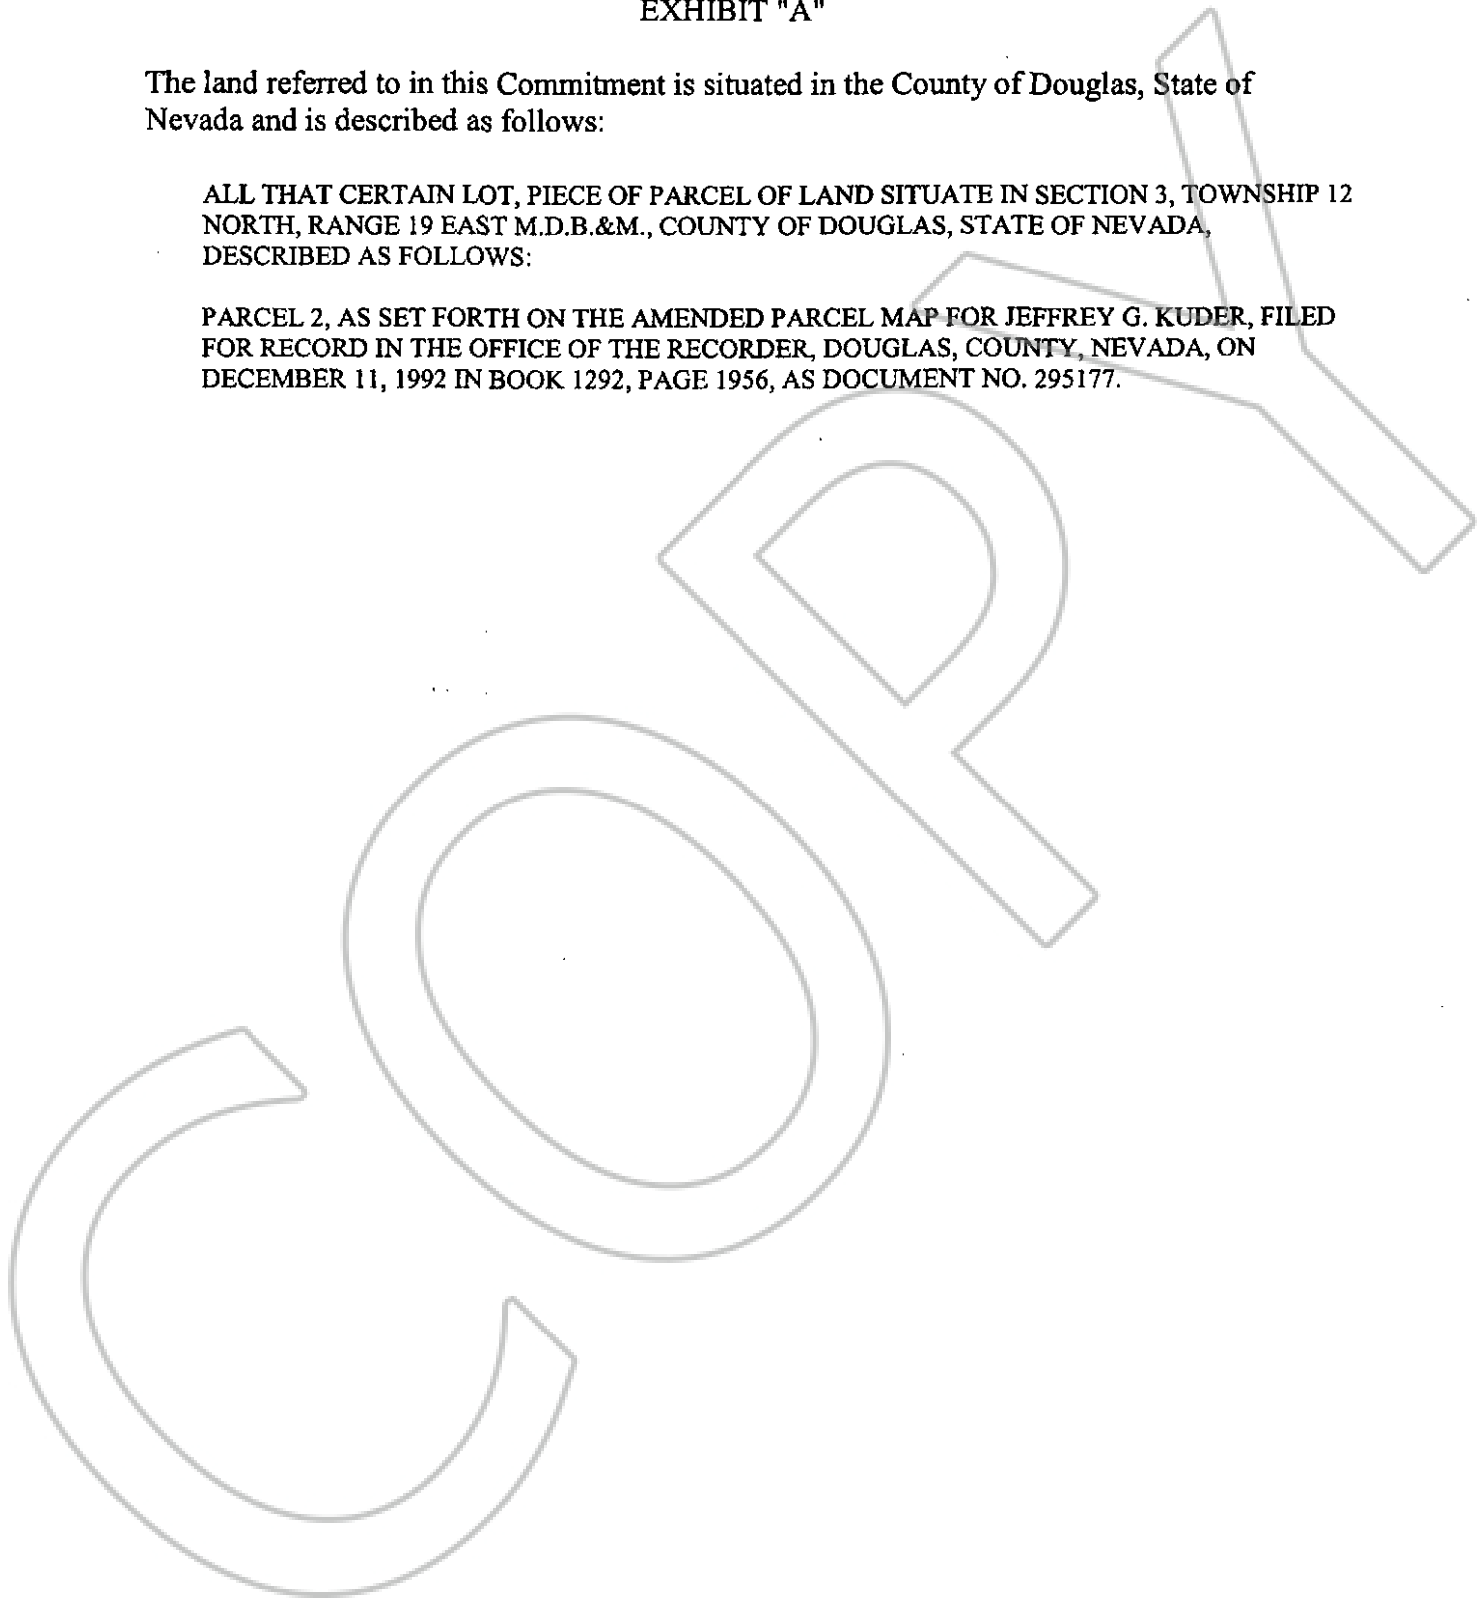 EXHIBIT "A"
The land referred to in this Commitment is situated in the County of Douglas, State of
Nevada and is described as follows:
ALL THAT CERTAIN LOT, PIECE OF PARCEL OF LAND SITUATE IN SECTION 3, TOWNSHIP 12
NORTH, RANGE 19 EAST M.D.B.&M., COUNTY OF DOUGLAS, STATE OF NEVADA,
DESCRIBED AS FOLLOWS:
PARCEL 2, AS SET FORTH ON THE AMENDED PARCEL MAP FOR JEFFREY G. KUDER, FILED
FOR RECORD IN THE OFFICE OF THE RECORDER, DOUGLAS, COUNTY, NEVADA, ON
DECEMBER 11, 1992 IN BOOK 1292, PAGE 1956, AS DOCUMENT NO. 295177.
COPY